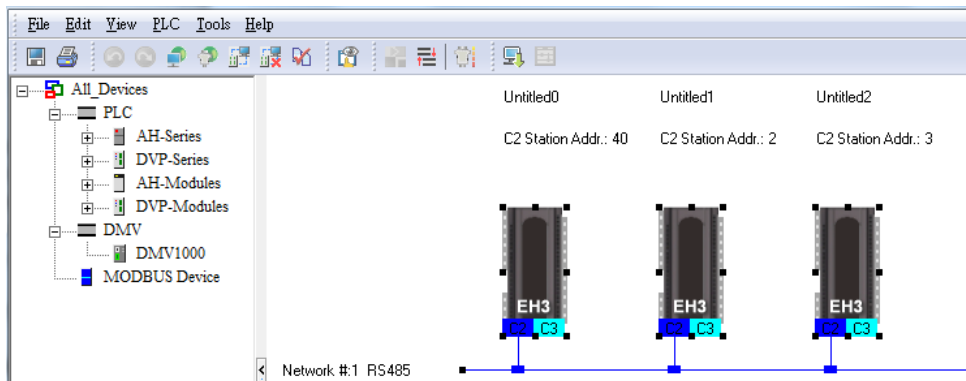 File Edit View PLC Tools Help
All_Devices
PLC
AH-Series
DVP-Series
AH-Modules
DVP-Modules
DMV
DMV1000
MODBUS Device
Untitled0 Untitled1 Untitled2
C2 Station Addr.: 40 C2 Station Addr.: 2 C2 Station Addr.: 3
EH3 EH3 EH3
C2 C3 C2 C3 C2 C3
Network #:1 RS485